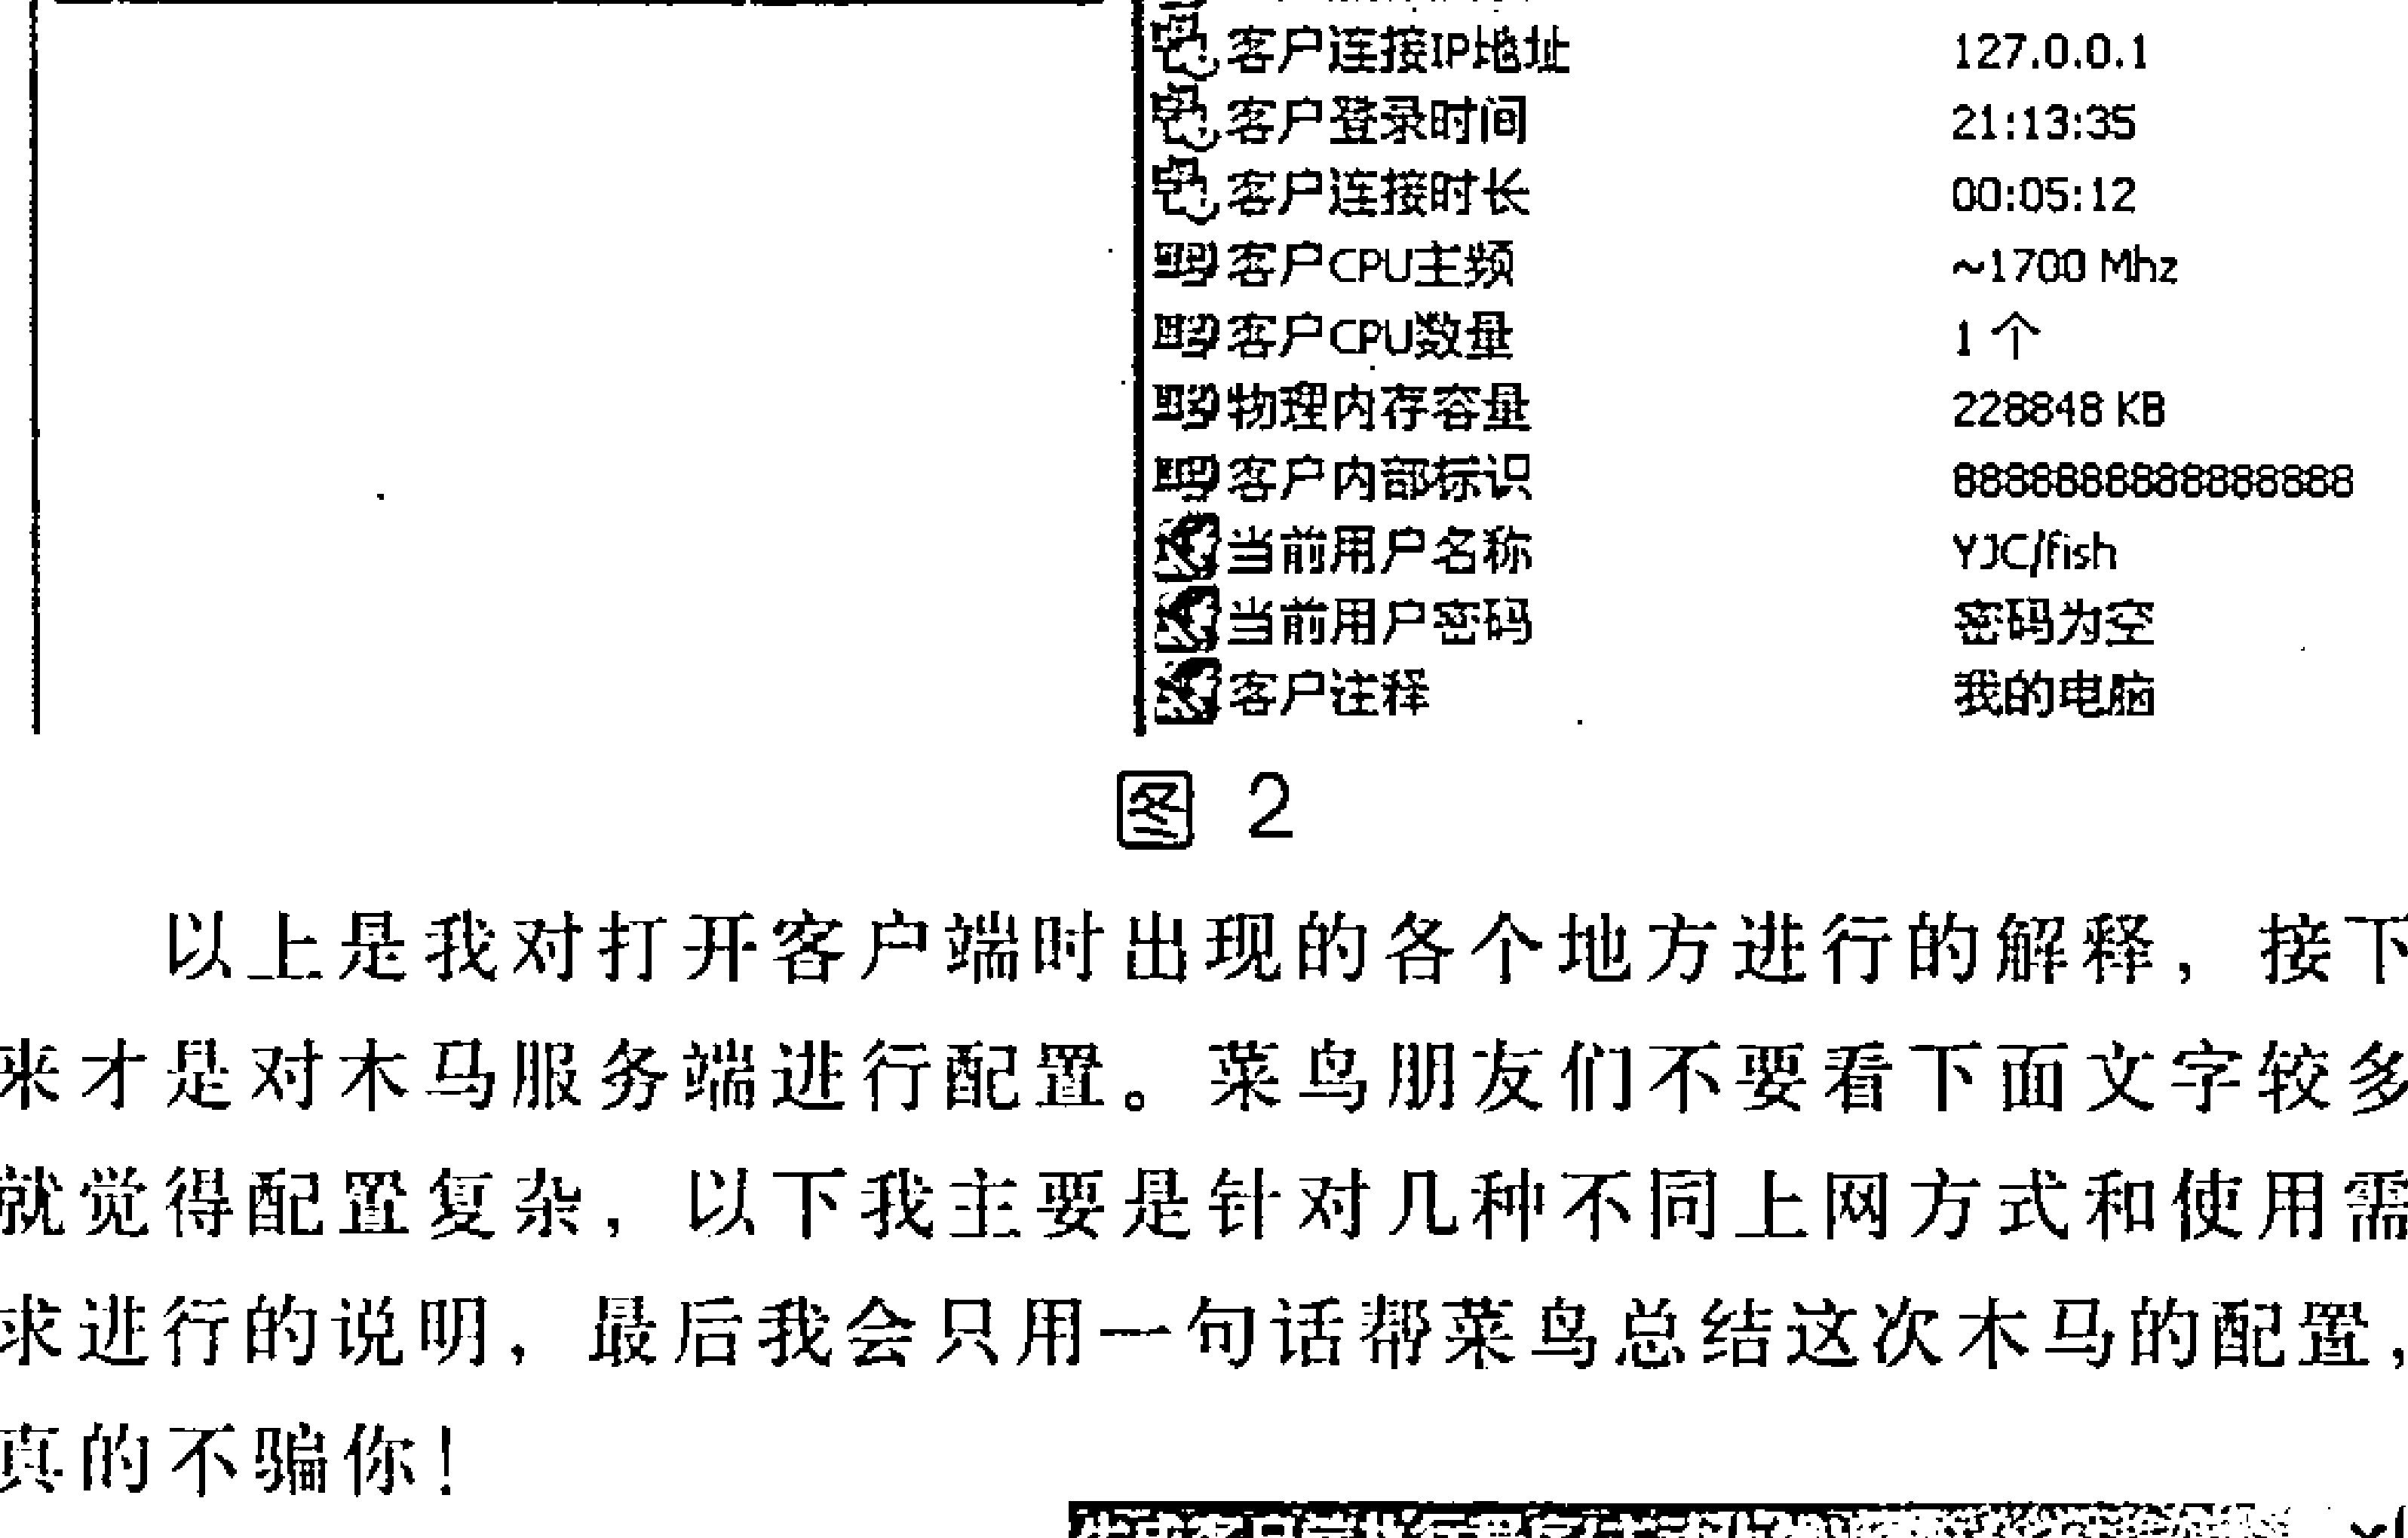 客户连接IP地址 127.0.0.1
客户登录时间 21:13:35
客户连接时长 00:05:12
客户CPU主频 ~1700 Mhz
客户CPU数量 1 个
物理内存容量 228848 KB
客户内部标识 8888888888888888
当前用户名称 YJC/fish
当前用户密码 密码为空
客户注释 我的电脑
图 2
以上是我对打开客户端时出现的各个地方进行的解释，接下
来才是对木马服务端进行配置。菜鸟朋友们不要看下面文字较多
就觉得配置复杂，以下我主要是针对几种不同上网方式和使用需
求进行的说明，最后我会只用一句话帮菜鸟总结这次木马的配置，
真的不骗你！